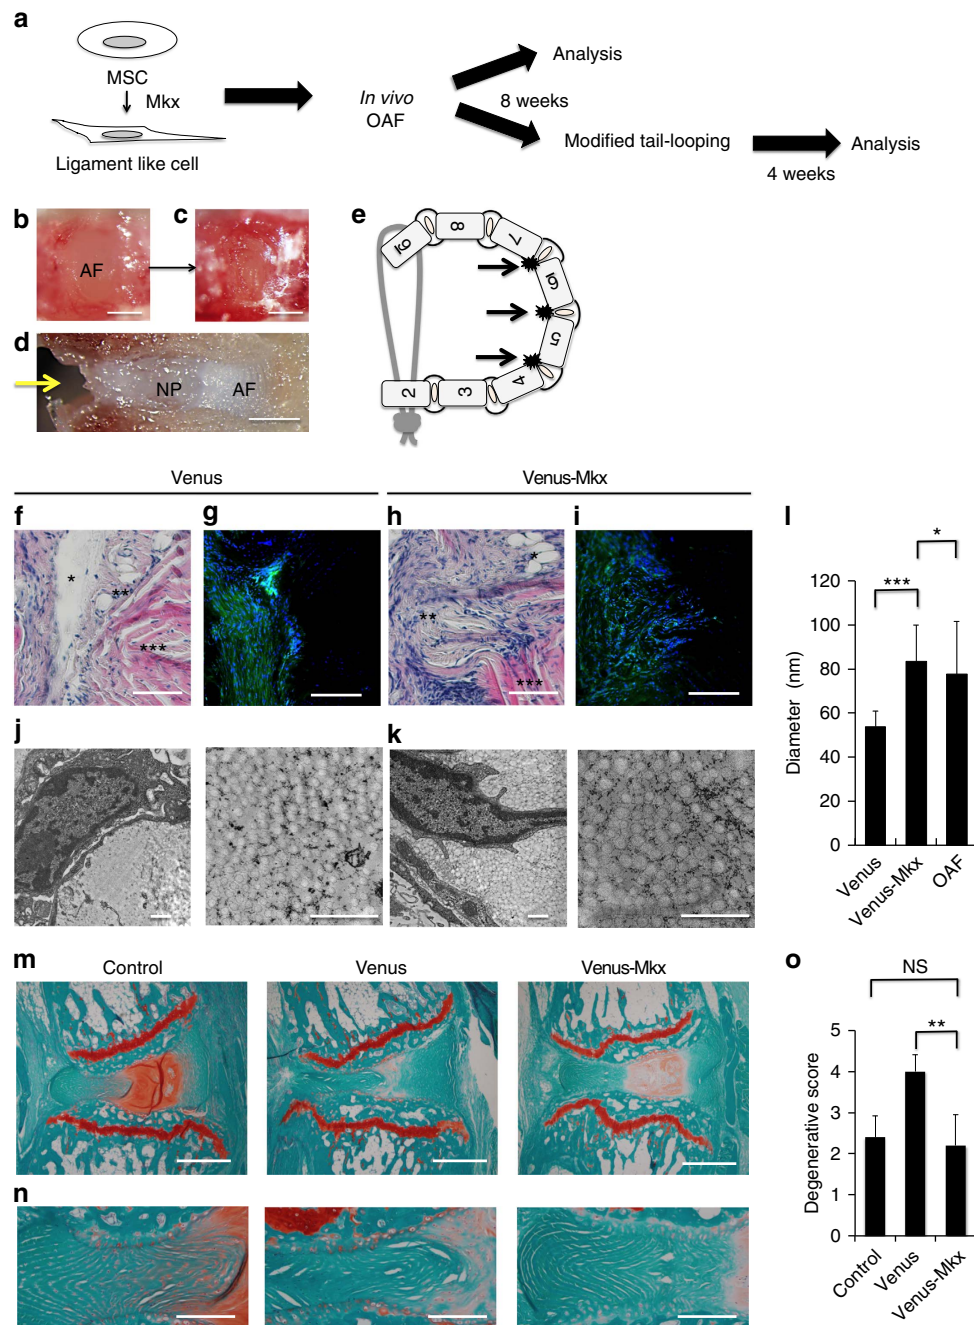 a
MSC
Mkx
Ligament like cell
In vivo
OAF
Analysis
8 weeks
Modified tail-looping
4 weeks
Analysis
b
AF
c
d
NP
AF
e
2
3
4
5
6
7
8
9
Venus
Venus-Mkx
f
*
**
***
g
h
*
**
***
i
j
k
l
*
***
120
100
80
60
40
20
0
Diameter (nm)
Venus
Venus-Mkx
OAF
m
Control
Venus
Venus-Mkx
n
o
NS
**
5
4
3
2
1
0
Degenerative score
Control
Venus
Venus-Mkx